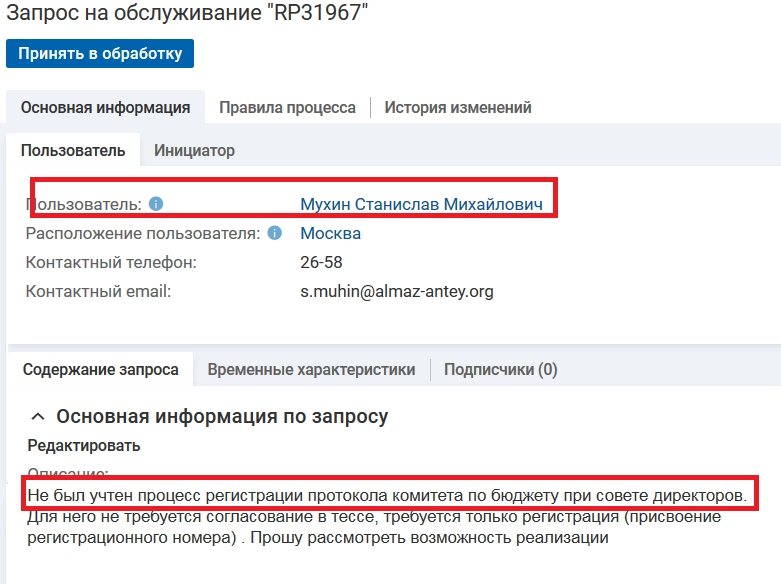 Запрос на обслуживание "RP31967"
Принять в обработку
Основная информация Правила процесса История изменений
Пользователь Инициатор
Пользователь: Мухин Станислав Михайлович
Расположение пользователя: Москва
Контактный телефон: 26-58
Контактный email: s.muhin@almaz-antey.org
Содержание запроса Временные характеристики Подписчики (0)
Основная информация по запросу
Редактировать
Описание:
Не был учтен процесс регистрации протокола комитета по бюджету при совете директоров.
Для него не требуется согласование в тессе, требуется только регистрация (присвоение
регистрационного номера) . Прошу рассмотреть возможность реализации